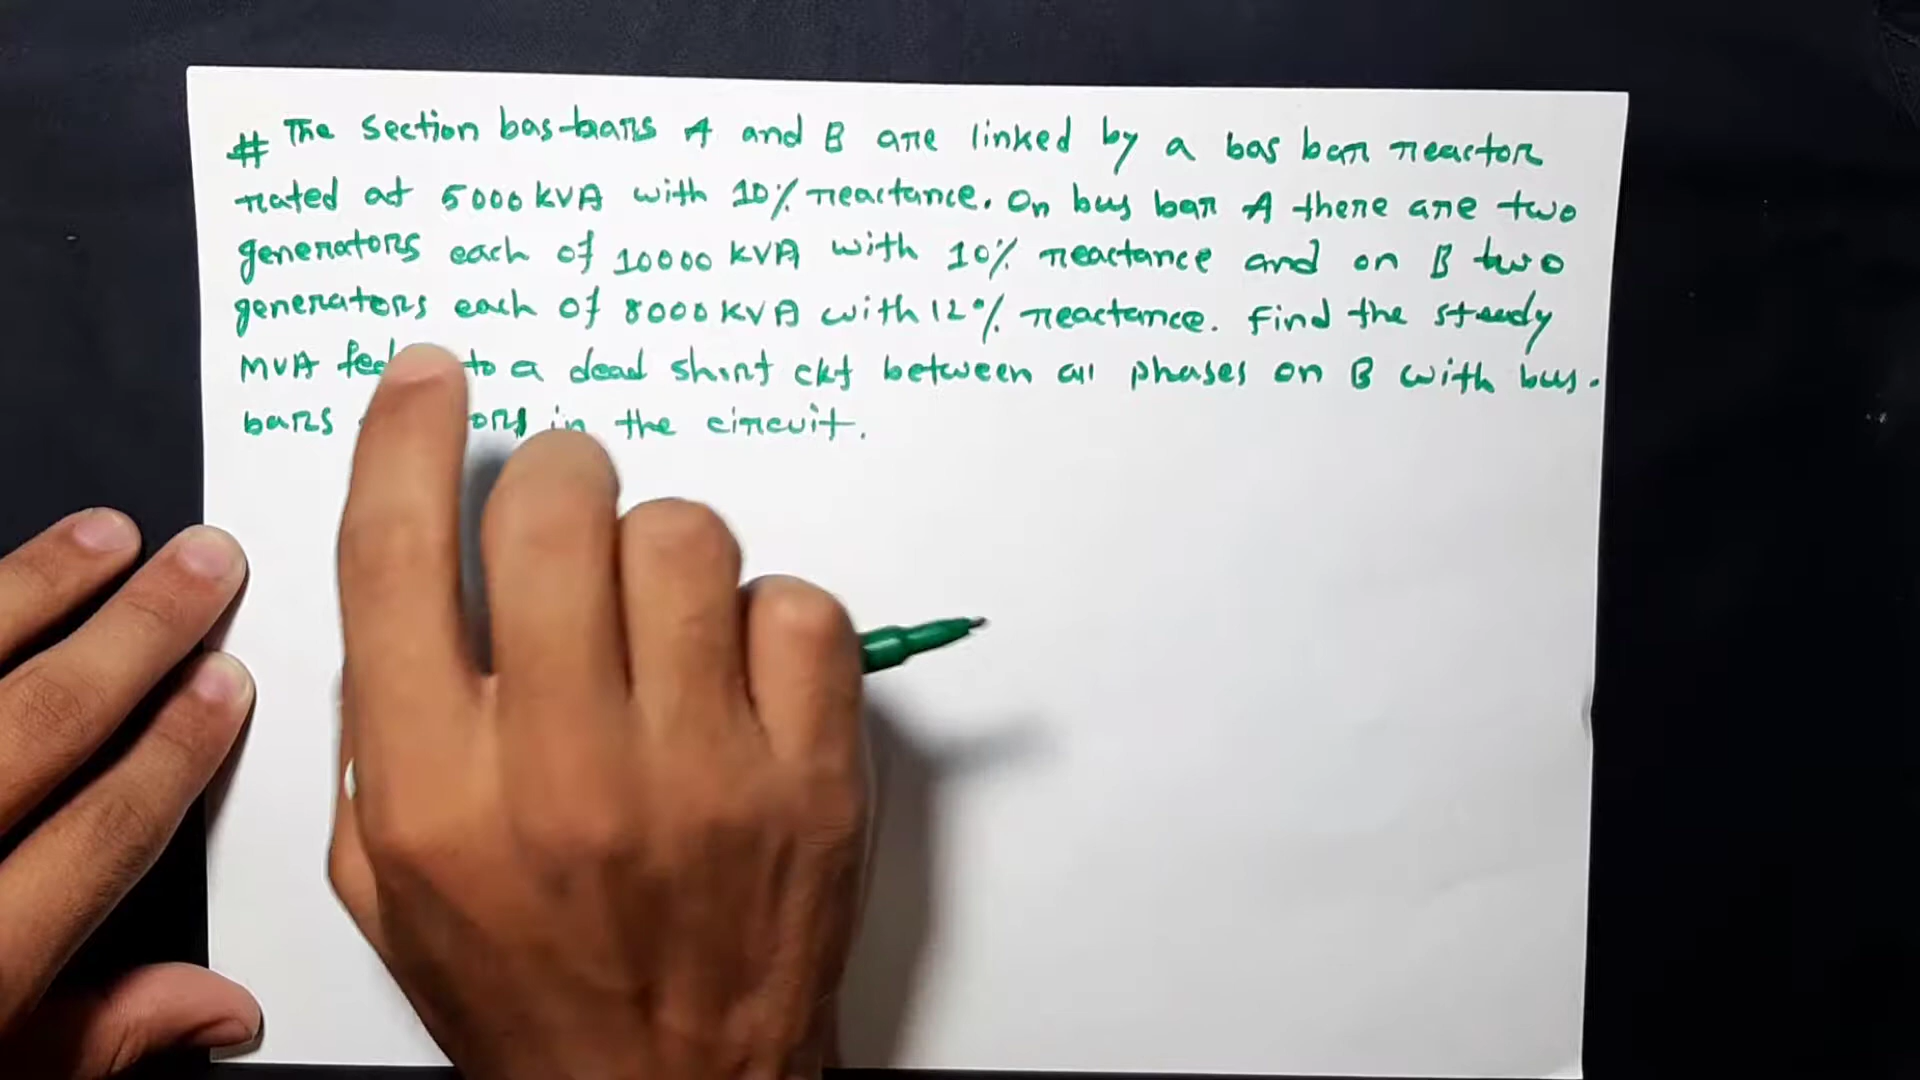 # The section bas-bars A and B are linked by a bas bar reactor
rated at 5000 KVA with 10% reactance. On bus bar A there are two
generators each of 10000 KVA with 10% reactance and on B two
generators each of 8000 KVA with 12% reactance. Find the steady
MVA to a dead short ckt between all phases on B with bus.
bars in the circuit.